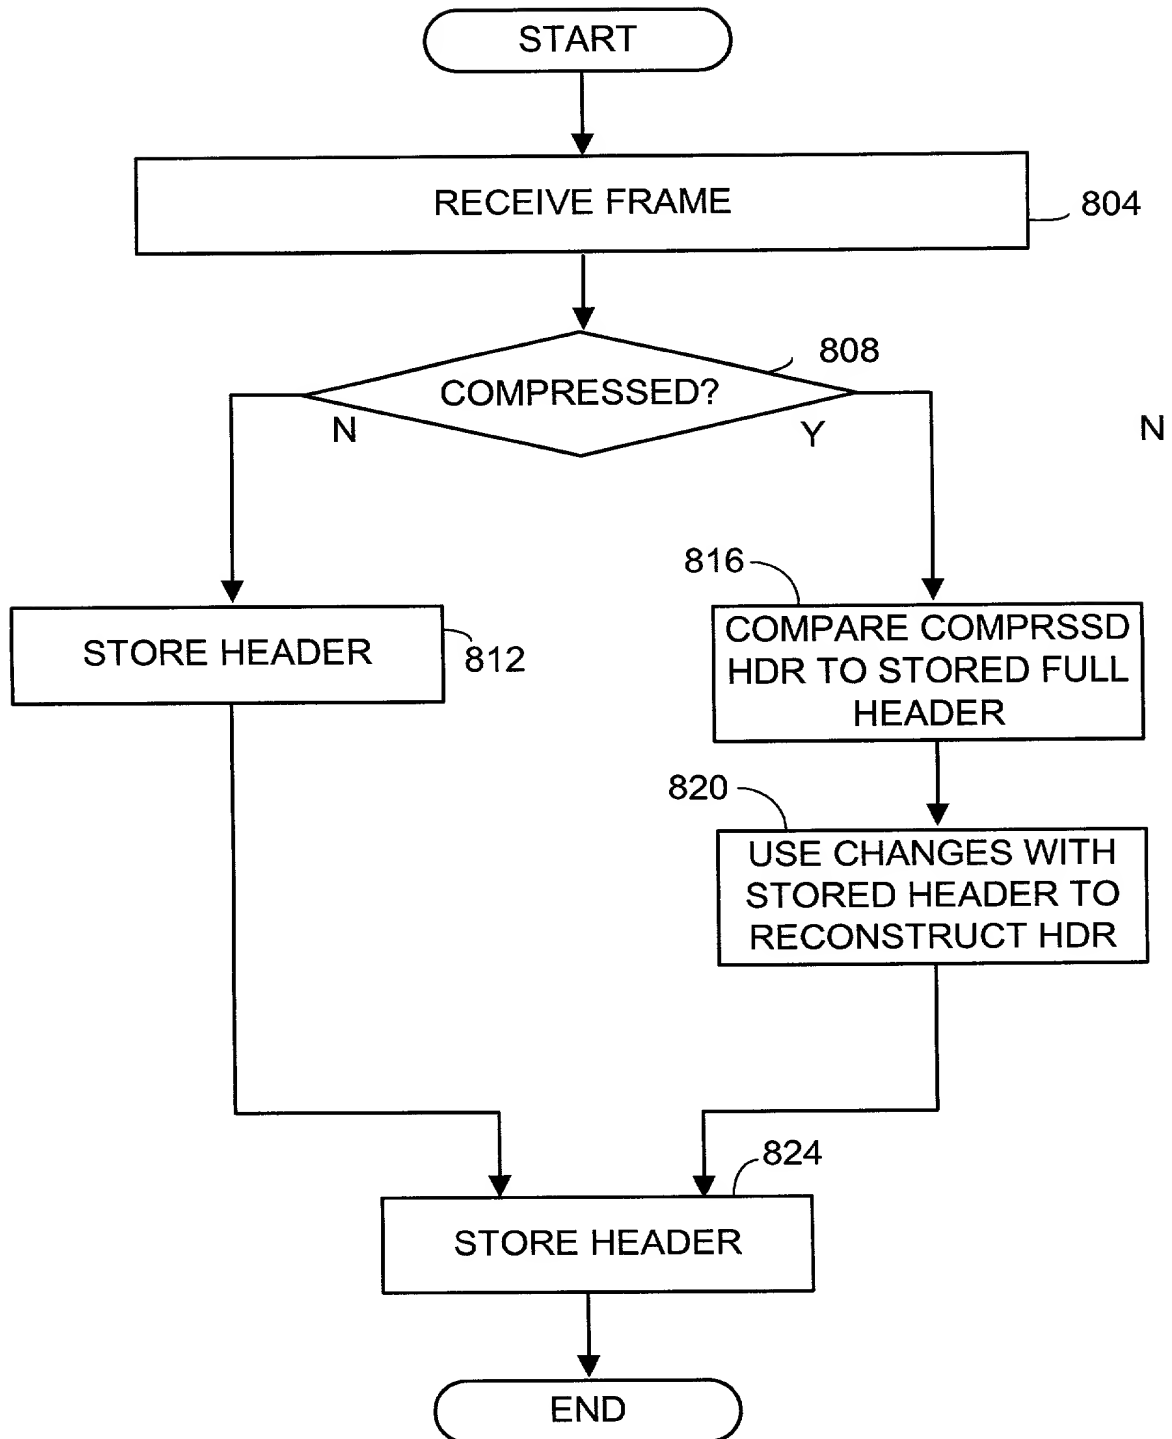 START
RECEIVE FRAME
804
808
COMPRESSED?
N
Y
N
816
STORE HEADER
812
COMPARE COMPRSSD
HDR TO STORED FULL
HEADER
820
USE CHANGES WITH
STORED HEADER TO
RECONSTRUCT HDR
824
STORE HEADER
END